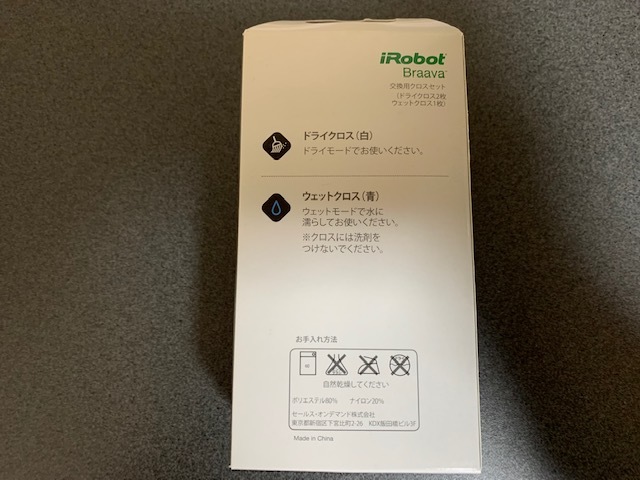 iRobot
Braava
交換用クロスセット
(ドライクロス2枚
ウェットクロス1枚)
ドライクロス(白)
ドライモードでお使いください。
ウェットクロス(青)
ウェットモードで水に
濡らしてお使いください。
※クロスには洗剤を
つけないでください。
お手入れ方法
自然乾燥してください
ポリエステル80% ナイロン20%
セールス・オンデマンド株式会社
東京都新宿区下宮比町2-26 KDX飯田橋ビル3F
Made in China